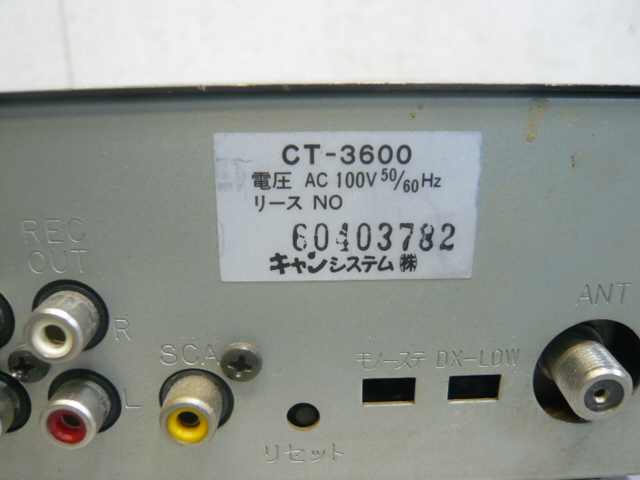 CT-3600
電圧 AC 100V 50/60Hz
リース NO
60403782
キャンシステム㈱
REC
OUT
ANT
R
SCA
モノ-ステ DX-LOW
L
リセット